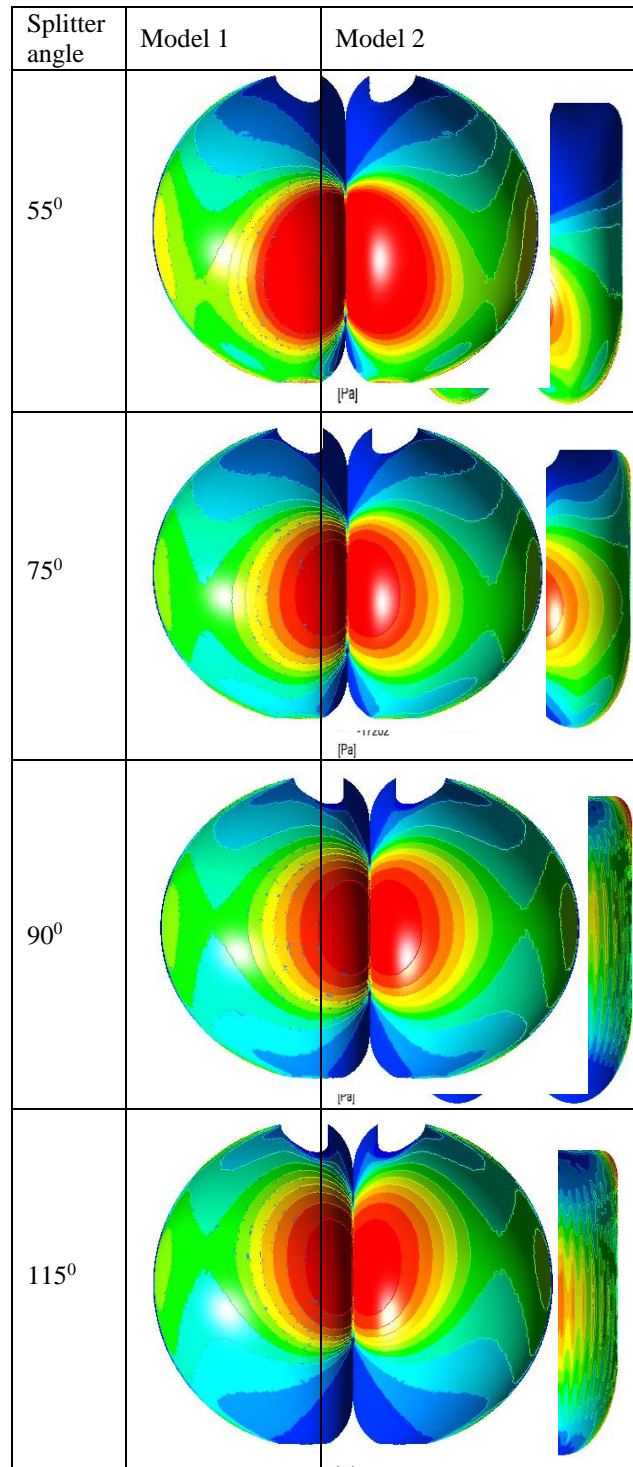 Splitter angle
Model 1
Model 2
55⁰
[Pa]
75⁰
-17202
[Pa]
90⁰
[Pa]
115⁰